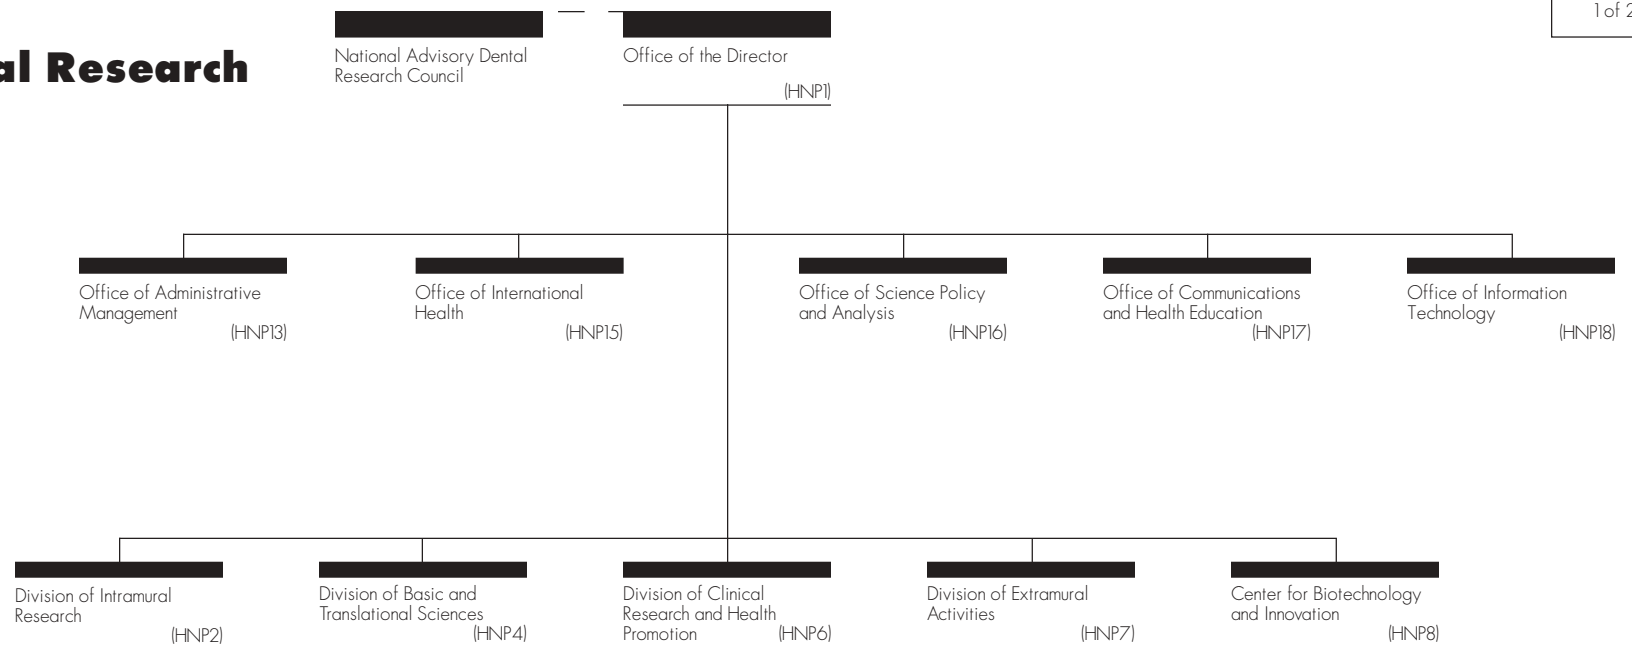 1 of 2
al Research
National Advisory Dental
Research Council
Office of the Director
(HNP1)
Office of Administrative
Management
(HNP13)
Office of International
Health
(HNP15)
Office of Science Policy
and Analysis
(HNP16)
Office of Communications
and Health Education
(HNP17)
Office of Information
Technology
(HNP18)
Division of Intramural
Research
(HNP2)
Division of Basic and
Translational Sciences
(HNP4)
Division of Clinical
Research and Health
Promotion (HNP6)
Division of Extramural
Activities
(HNP7)
Center for Biotechnology
and Innovation
(HNP8)